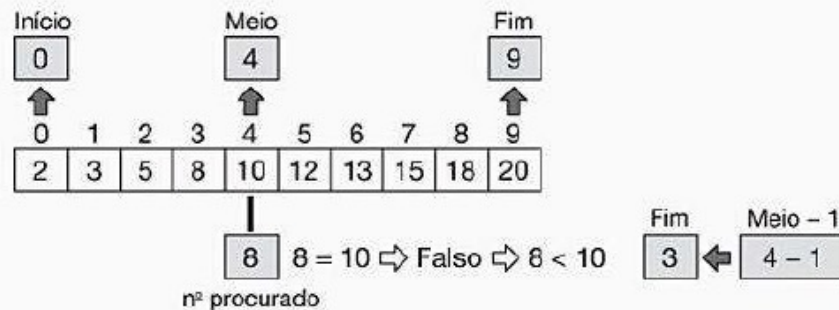 Início Meio Fim
0 4 9
0 1 2 3 4 5 6 7 8 9
2 3 5 8 10 12 13 15 18 20
Fim Meio – 1
8 8 = 10 ⇨ Falso ⇨ 8 < 10 3 4 – 1
nº procurado